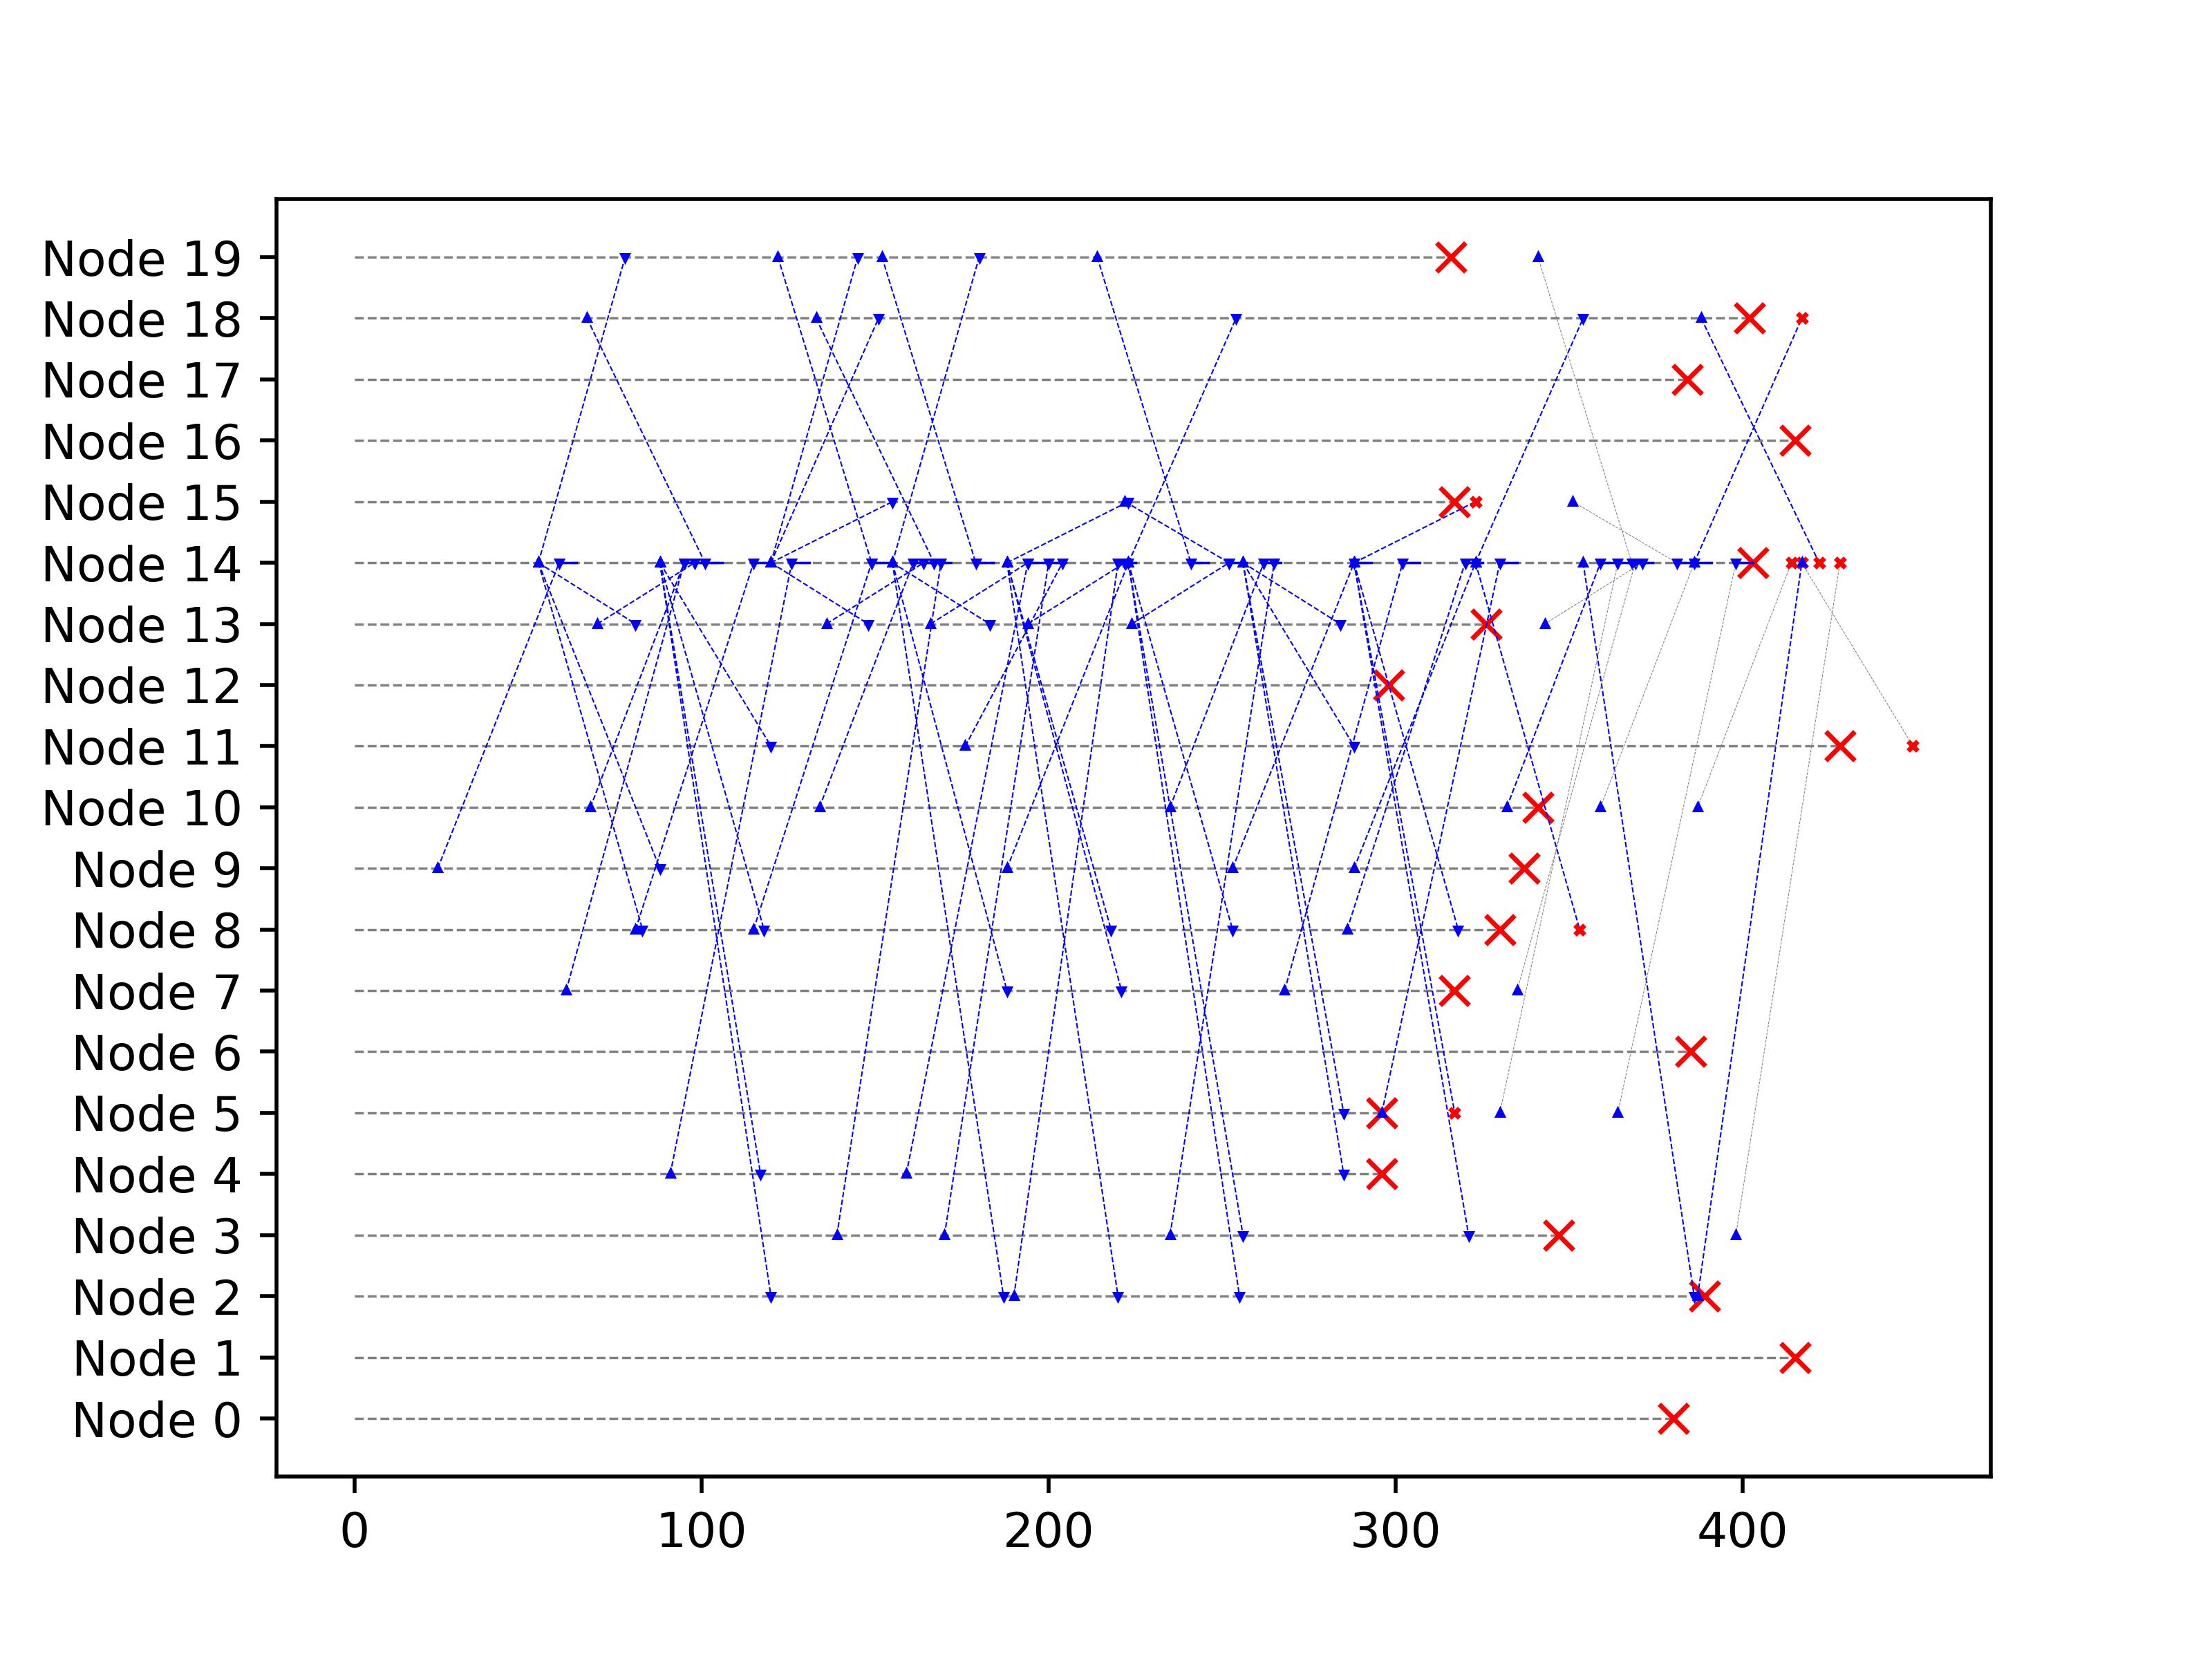 Node 19
Node 18
Node 17
Node 16
Node 15
Node 14
Node 13
Node 12
Node 11
Node 10
Node 9
Node 8
Node 7
Node 6
Node 5
Node 4
Node 3
Node 2
Node 1
Node 0
0 100 200 300 400